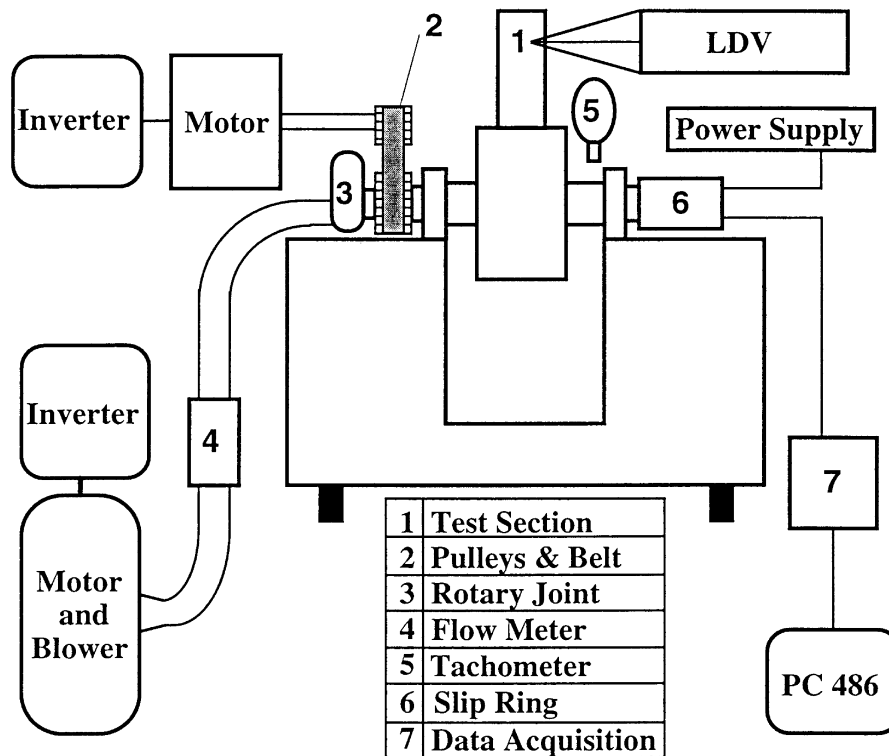 2
1
LDV
Inverter
Motor
5
Power Supply
3
6
Inverter
4
7
Motor
and
Blower
PC 486
1 Test Section
2 Pulleys & Belt
3 Rotary Joint
4 Flow Meter
5 Tachometer
6 Slip Ring
7 Data Acquisition